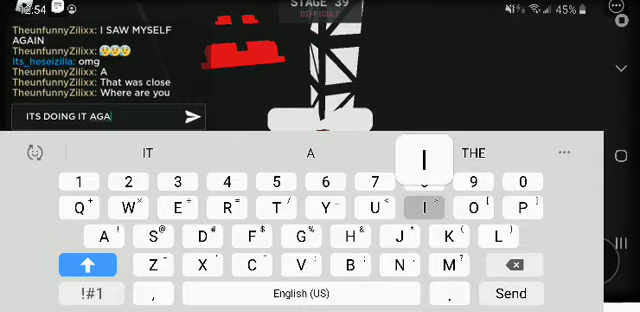 12:54
STAGE 39
DIFFICULT
45%
TheunfunnyZilixx: I SAW MYSELF
AGAIN
TheunfunnyZilixx: 😰😰😰
Its_heseizilla: omg
TheunfunnyZilixx: A
TheunfunnyZilixx: That was close
TheunfunnyZilixx: Where are you
ITS DOING IT AGA
IT A THE
I
1 2 3 4 5 6 7 8 9 0
Q W E R T Y U I O P
A S D F G H J K L
Z X C V B N M
!#1 , English (US) . Send